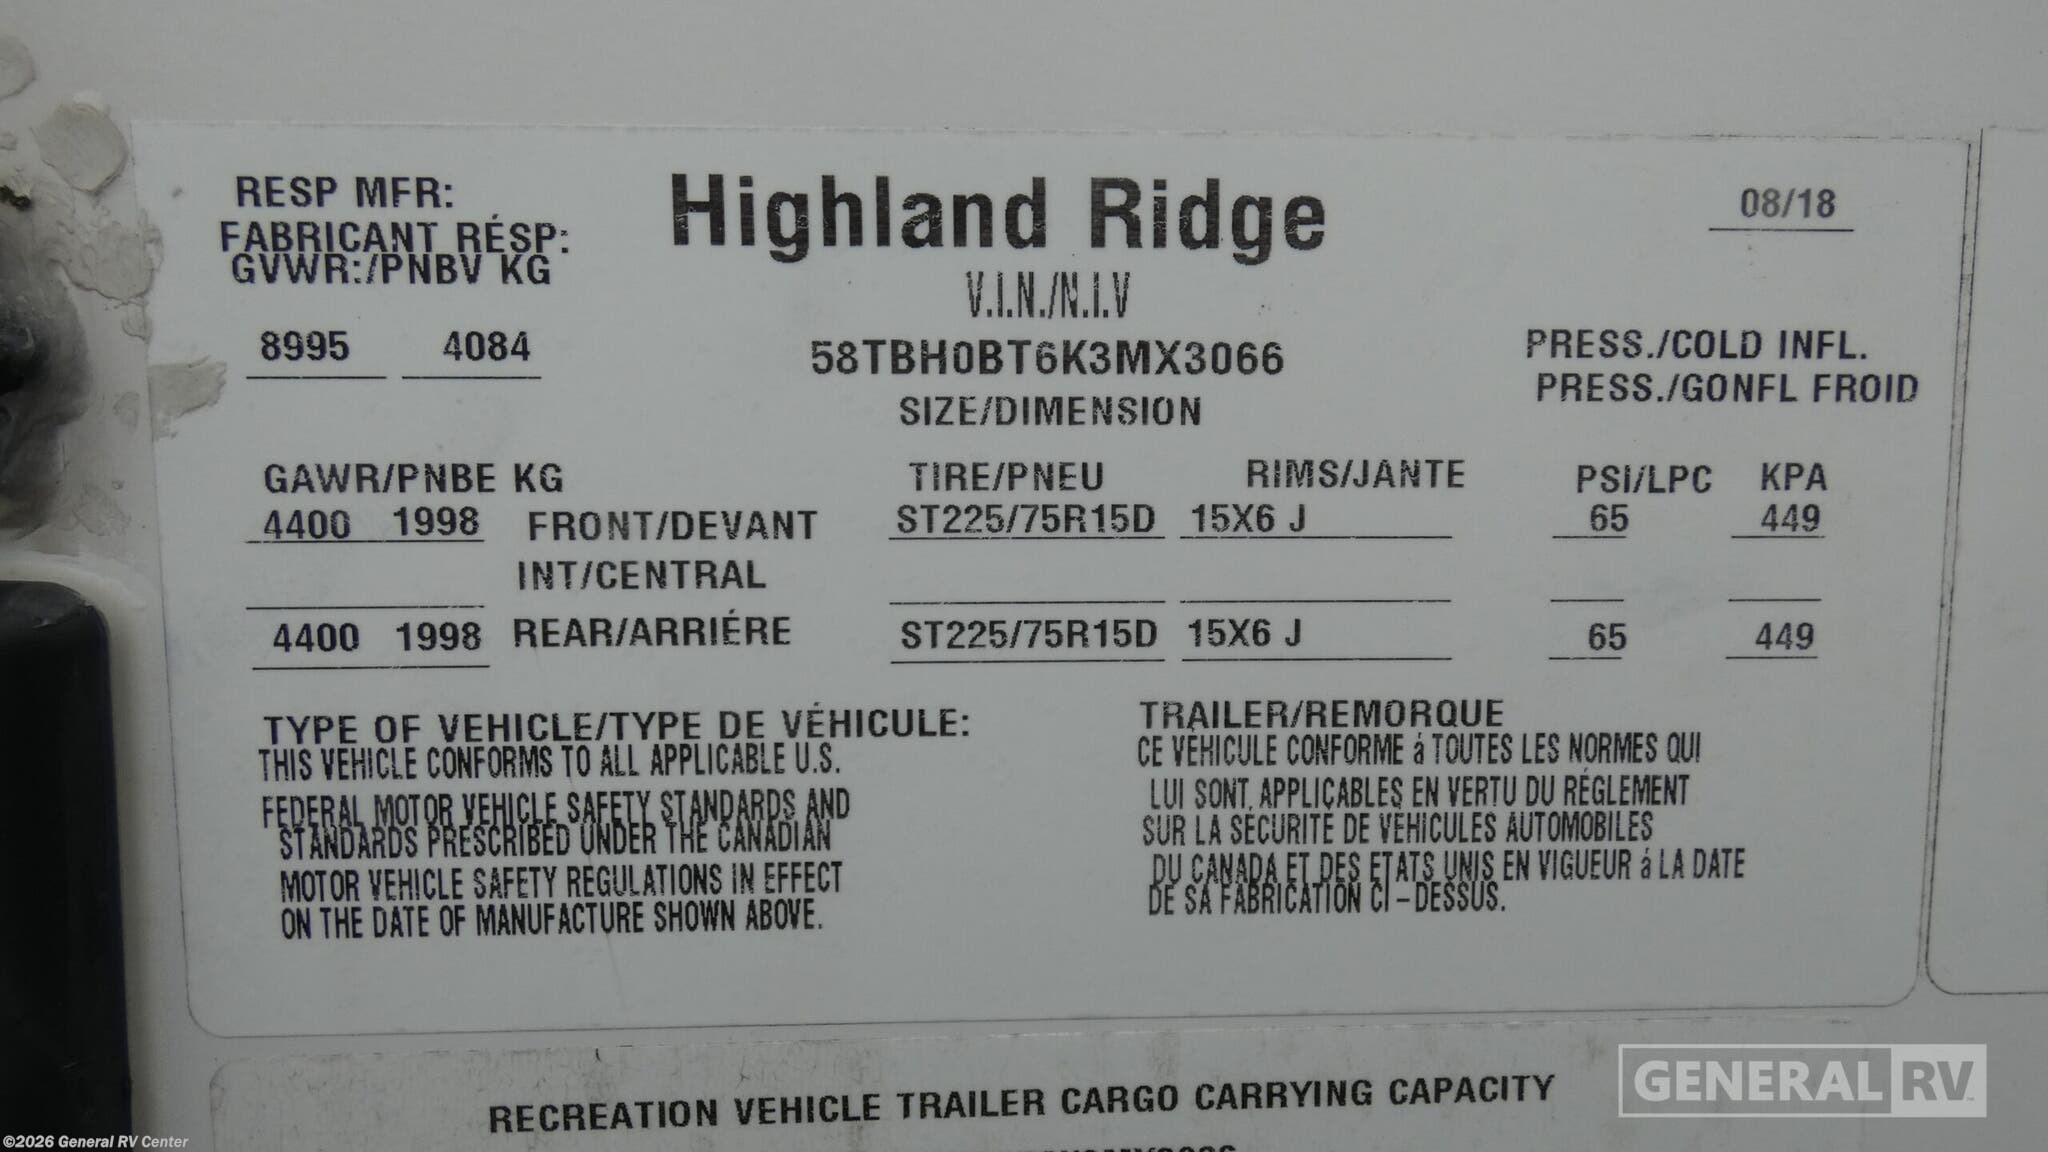 RESP MFR: Highland Ridge 08/18
FABRICANT RÉSP:
GVWR:/PNBV KG
V.I.N./N.I.V
8995 4084
58TBH0BT6K3MX3066
PRESS./COLD INFL.
PRESS./GONFL FROID
SIZE/DIMENSION
GAWR/PNBE KG TIRE/PNEU RIMS/JANTE PSI/LPC KPA
4400 1998 FRONT/DEVANT ST225/75R15D 15X6 J 65 449
INT/CENTRAL
4400 1998 REAR/ARRIÉRE ST225/75R15D 15X6 J 65 449
TYPE OF VEHICLE/TYPE DE VÉHICULE: TRAILER/REMORQUE
THIS VEHICLE CONFORMS TO ALL APPLICABLE U.S.
FEDERAL MOTOR VEHICLE SAFETY STANDARDS AND
STANDARDS PRESCRIBED UNDER THE CANADIAN
MOTOR VEHICLE SAFETY REGULATIONS IN EFFECT
ON THE DATE OF MANUFACTURE SHOWN ABOVE.
CE VÉHICULE CONFORME á TOUTES LES NORMES QUI
LUI SONT APPLICABLES EN VERTU DU RÉGLEMENT
SUR LA SÉCURITÉ DE VÉHICULES AUTOMOBILES
DU CANADA ET DES ETATS UNIS EN VIGUEUR á LA DATE
DE SA FABRICATION CI-DESSUS.
RECREATION VEHICLE TRAILER CARGO CARRYING CAPACITY
GENERAL RV
©2026 General RV Center